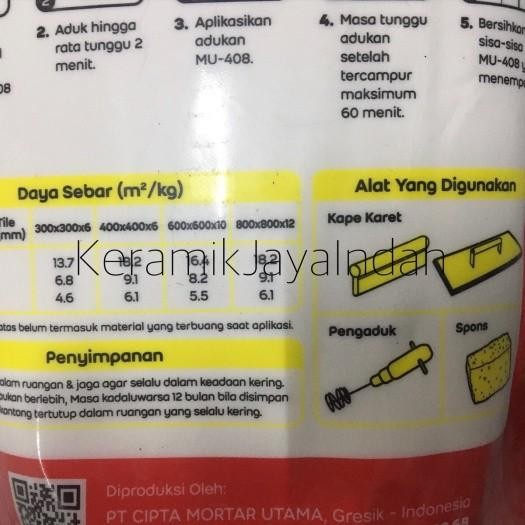 2. Aduk hingga
rata tunggu 2
menit.
3. Aplikasikan
adukan
MU-408.
4. Masa tunggu
adukan
setelah
tercampur
maksimum
60 menit.
5. Bersihkan
sisa-sisa
MU-408 y
menempe
08
Daya Sebar (m²/kg)
Tile
(mm) 300x300x6 400x400x6 600x600x10 800x800x12
13.7 18.2 16.4 18.2
6.8 9.1 8.2 9.1
4.6 6.1 5.5 6.1
KeramikJayaIndah
atas belum termasuk material yang terbuang saat aplikasi.
Penyimpanan
alam ruangan & jaga agar selalu dalam keadaan kering.
ukan berlebih, Masa kadaluwarsa 12 bulan bila disimpan
kantong tertutup dalam ruangan yang selalu kering.
Alat Yang Digunakan
Kape Karet
Pengaduk
Spons
Diproduksi Oleh:
PT CIPTA MORTAR UTAMA, Gresik - Indonesia